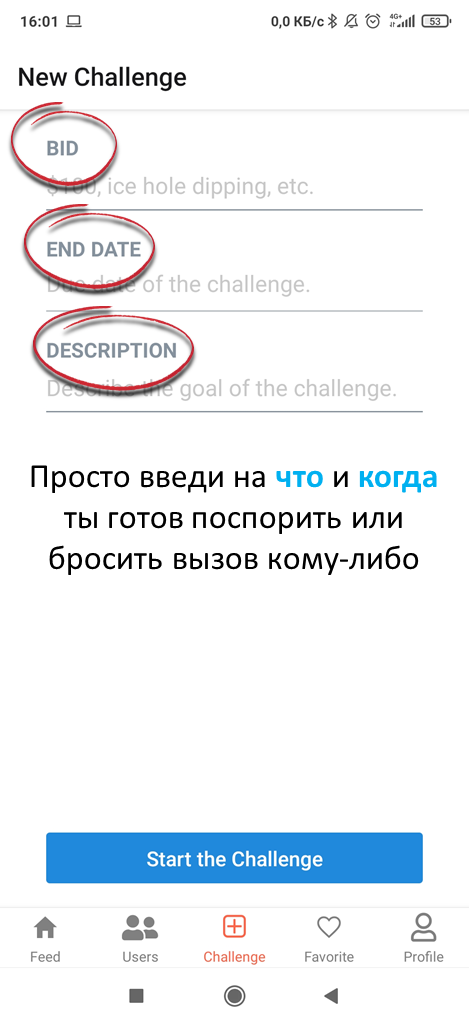 16:01 0,0 КБ/с 4G+ 53
New Challenge
BID
$100, ice hole dipping, etc.
END DATE
Due date of the challenge.
DESCRIPTION
Describe the goal of the challenge.
Просто введи на что и когда
ты готов поспорить или
бросить вызов кому-либо
Start the Challenge
Feed Users Challenge Favorite Profile